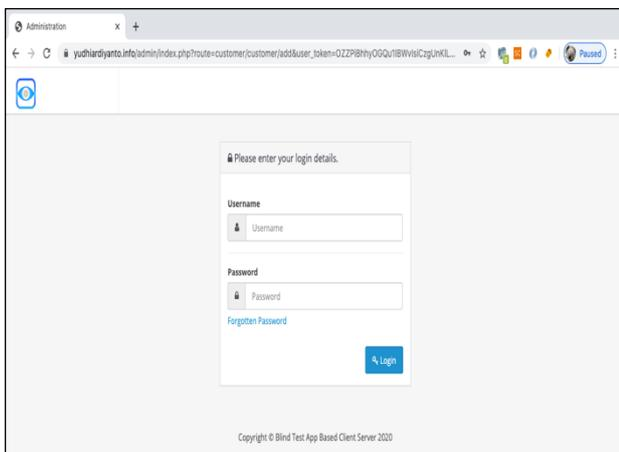 Administration
yudhiardiyanto.info/admin/index.php?route=customer/customer/add&user_token=
Paused
Please enter your login details.
Username
Username
Password
Password
Forgotten Password
Login
Copyright © Blind Test App Based Client Server 2020